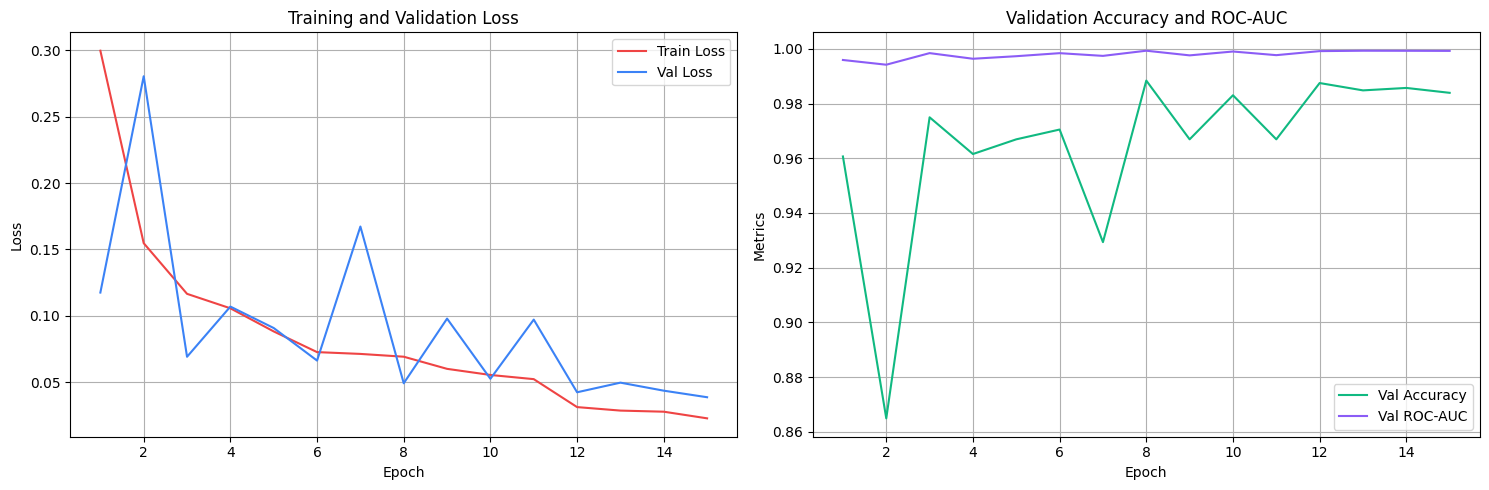 Training and Validation Loss
0.30
0.25
0.20
0.15
0.10
0.05
Loss
2 4 6 8 10 12 14
Epoch
Train Loss
Val Loss
Validation Accuracy and ROC-AUC
1.00
0.98
0.96
0.94
0.92
0.90
0.88
0.86
Metrics
2 4 6 8 10 12 14
Epoch
Val Accuracy
Val ROC-AUC